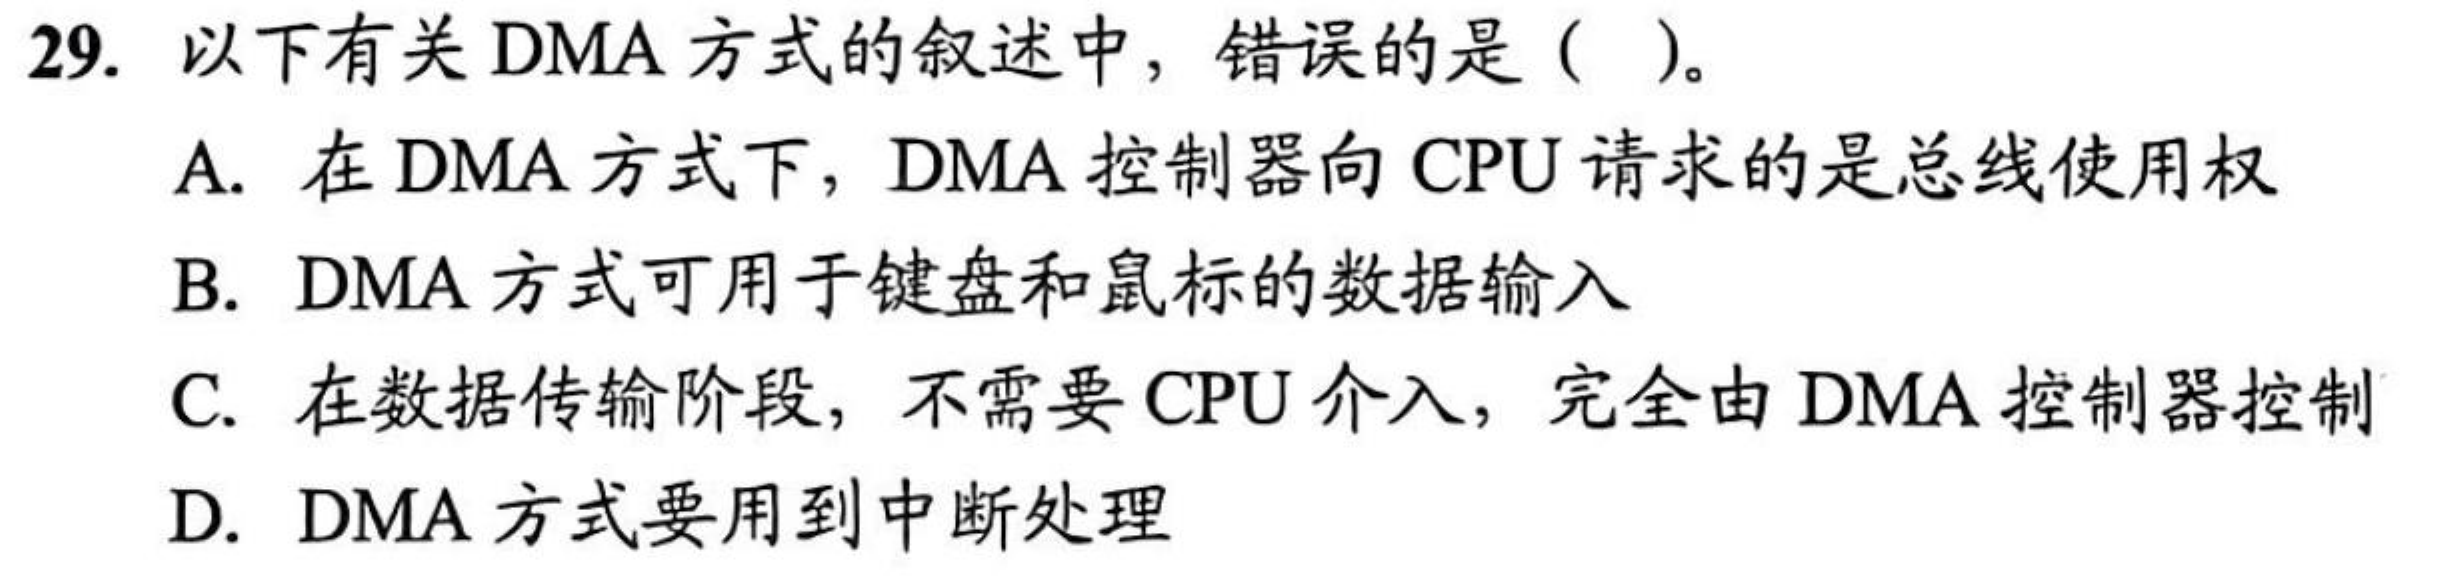 29. 以下有关 DMA 方式的叙述中，错误的是（ ）。
A. 在 DMA 方式下，DMA 控制器向 CPU 请求的是总线使用权
B. DMA 方式可用于键盘和鼠标的数据输入
C. 在数据传输阶段，不需要 CPU 介入，完全由 DMA 控制器控制
D. DMA 方式要用到中断处理